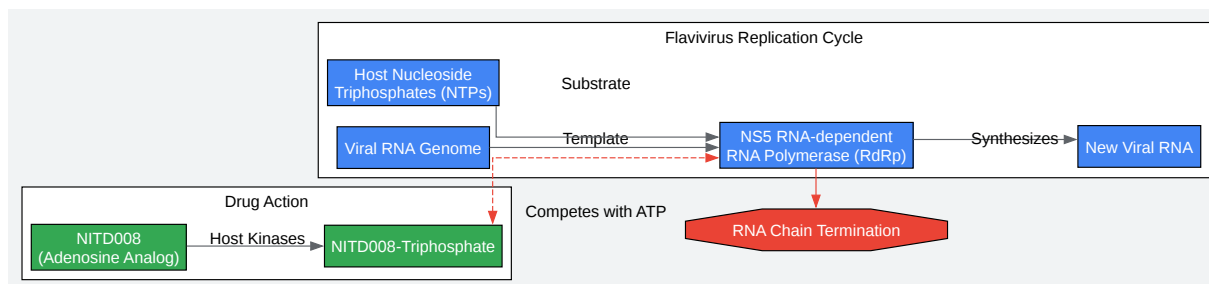 Flavivirus Replication Cycle
Host Nucleoside
Triphosphates (NTPs)
Substrate
Viral RNA Genome
Template
NS5 RNA-dependent
RNA Polymerase (RdRp)
Synthesizes
New Viral RNA
Drug Action
NITD008
(Adenosine Analog)
Host Kinases
NITD008-Triphosphate
Competes with ATP
RNA Chain Termination